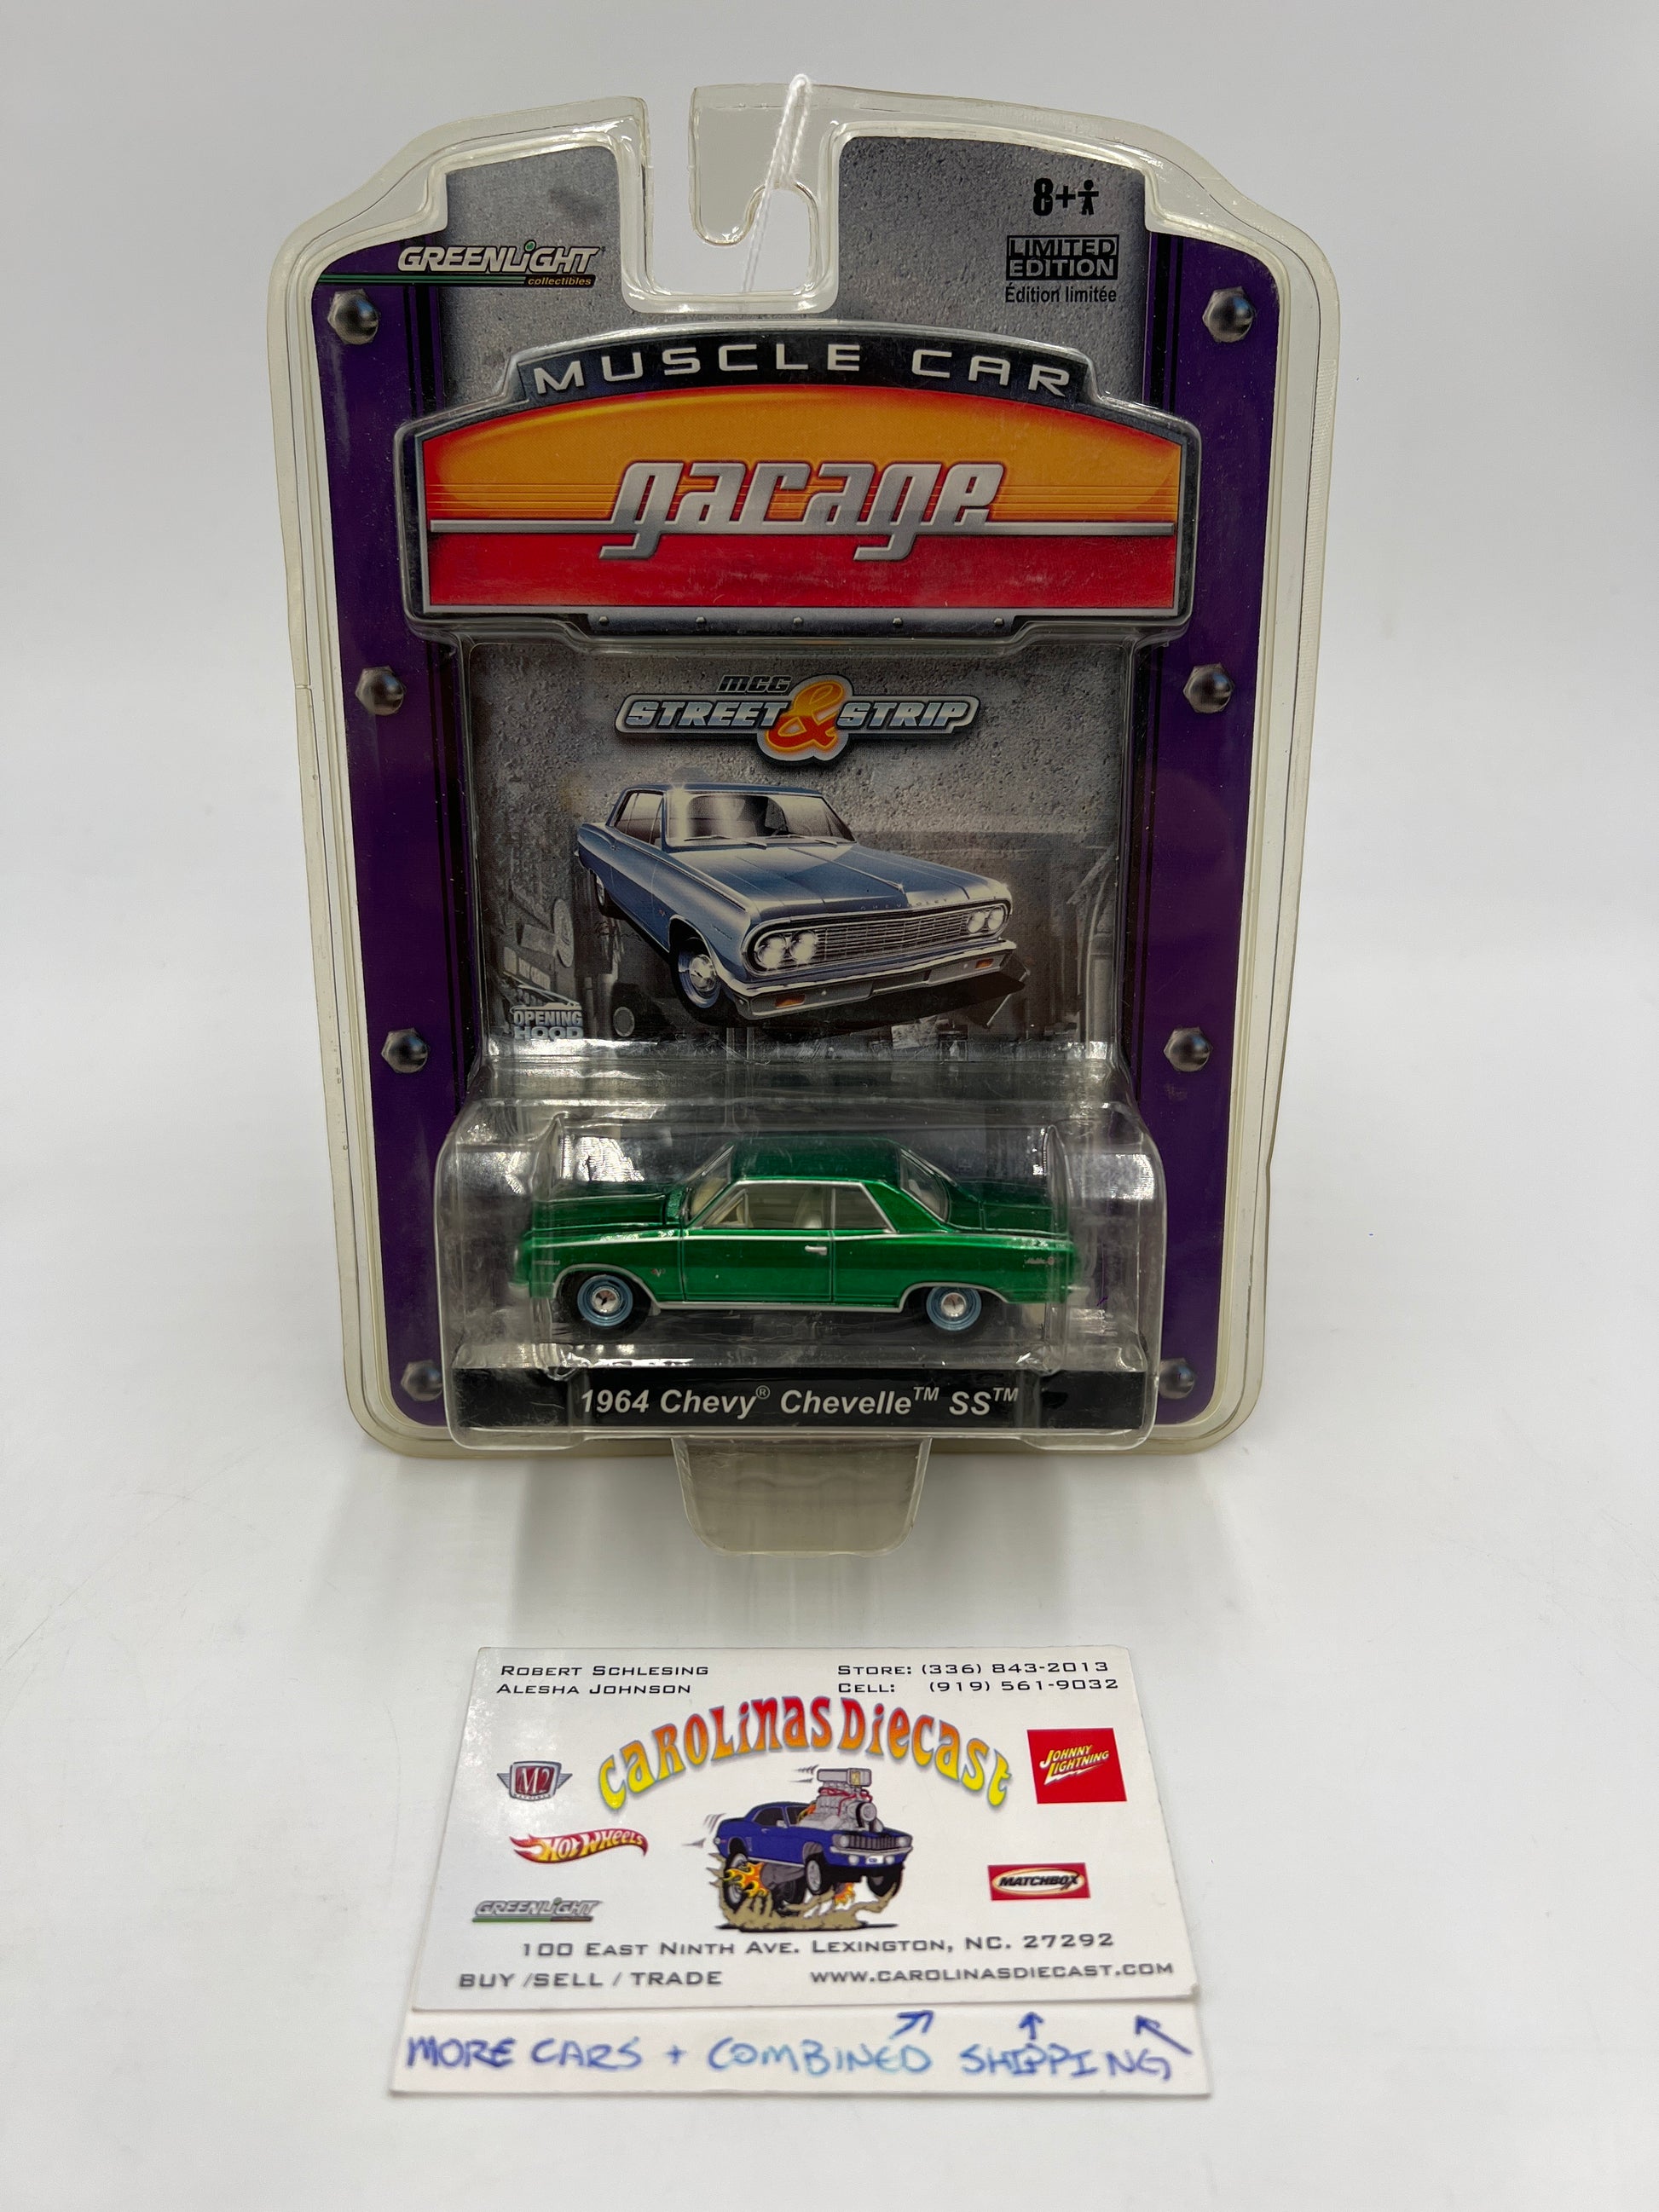 GREENLiGHT
collectibles
8+
LIMITED
EDITION
Édition limitée
MUSCLE CAR
garage
MCG
STREET & STRIP
CHEVROLET
OPENING
HOOD
1964 Chevy® Chevelle™ SS™
ROBERT SCHLESING
ALESHA JOHNSON
STORE: (336) 843-2013
CELL: (919) 561-9032
CAROLINAS DIECAST
M2
JOHNNY
LIGHTNING
HOT WHEELS
MATCHBOX
GREENLiGHT
100 EAST NINTH AVE. LEXINGTON, NC. 27292
BUY /SELL / TRADE
WWW.CAROLINASDIECAST.COM
MORE CARS + COMBINED SHIPPING